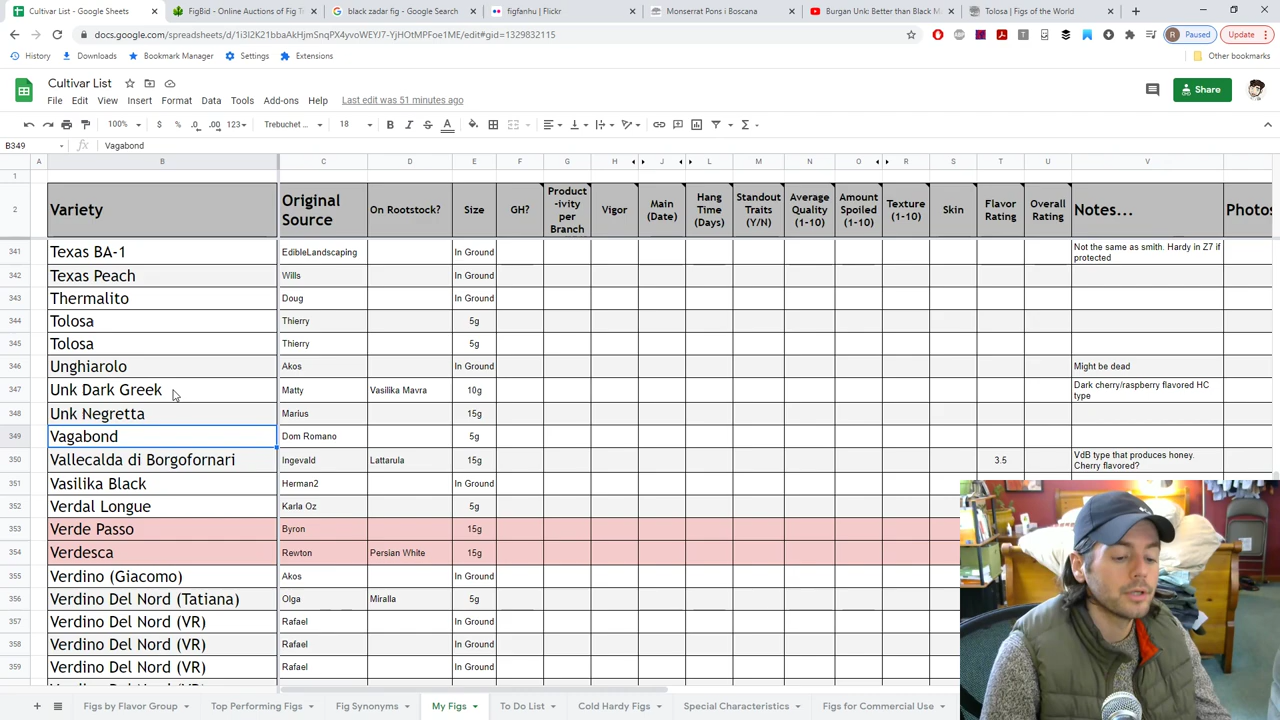 Cultivar List - Google Sheets
FigBid - Online Auctions of Fig T
black zadar fig - Google Search
figfanhu | Flickr
Monserrat Pons i Boscana
Burgan Unk: Better than Black M
Tolosa | Figs of the World
docs.google.com/spreadsheets/d/1i3I2K21bbaAkHjmSnqPX4yvoWEYJ7-YjHOtMPFoe1ME/edit#gid=1329832115
Paused
Update
History
Downloads
Bookmark Manager
Settings
Extensions
Other bookmarks
Cultivar List
File Edit View Insert Format Data Tools Add-ons Help Last edit was 51 minutes ago
Share
100% $ % .0 .00 123 Trebuchet ... 18 B I S A
B349 fx Vagabond
A B C D E F G H J L M N O R S T U V
1
2 Variety Original Source On Rootstock? Size GH? Product-ivity per Branch Vigor Main (Date) Hang Time (Days) Standout Traits (Y/N) Average Quality (1-10) Amount Spoiled (1-10) Texture (1-10) Skin Flavor Rating Overall Rating Notes... Photos
341 Texas BA-1 EdibleLandscaping In Ground Not the same as smith. Hardy in Z7 if protected
342 Texas Peach Wills In Ground
343 Thermalito Doug In Ground
344 Tolosa Thierry 5g
345 Tolosa Thierry 5g
346 Unghiarolo Akos In Ground Might be dead
347 Unk Dark Greek Matty Vasilika Mavra 10g Dark cherry/raspberry flavored HC type
348 Unk Negretta Marius 15g
349 Vagabond Dom Romano 5g
350 Vallecalda di Borgofornari Ingevald Lattarula 15g 3.5 VdB type that produces honey. Cherry flavored?
351 Vasilika Black Herman2 In Ground
352 Verdal Longue Karla Oz 5g
353 Verde Passo Byron 15g
354 Verdesca Rewton Persian White 15g
355 Verdino (Giacomo) Akos In Ground
356 Verdino Del Nord (Tatiana) Olga Miralla 5g
357 Verdino Del Nord (VR) Rafael In Ground
358 Verdino Del Nord (VR) Rafael In Ground
359 Verdino Del Nord (VR) Rafael In Ground
Figs by Flavor Group
Top Performing Figs
Fig Synonyms
My Figs
To Do List
Cold Hardy Figs
Special Characteristics
Figs for Commercial Use